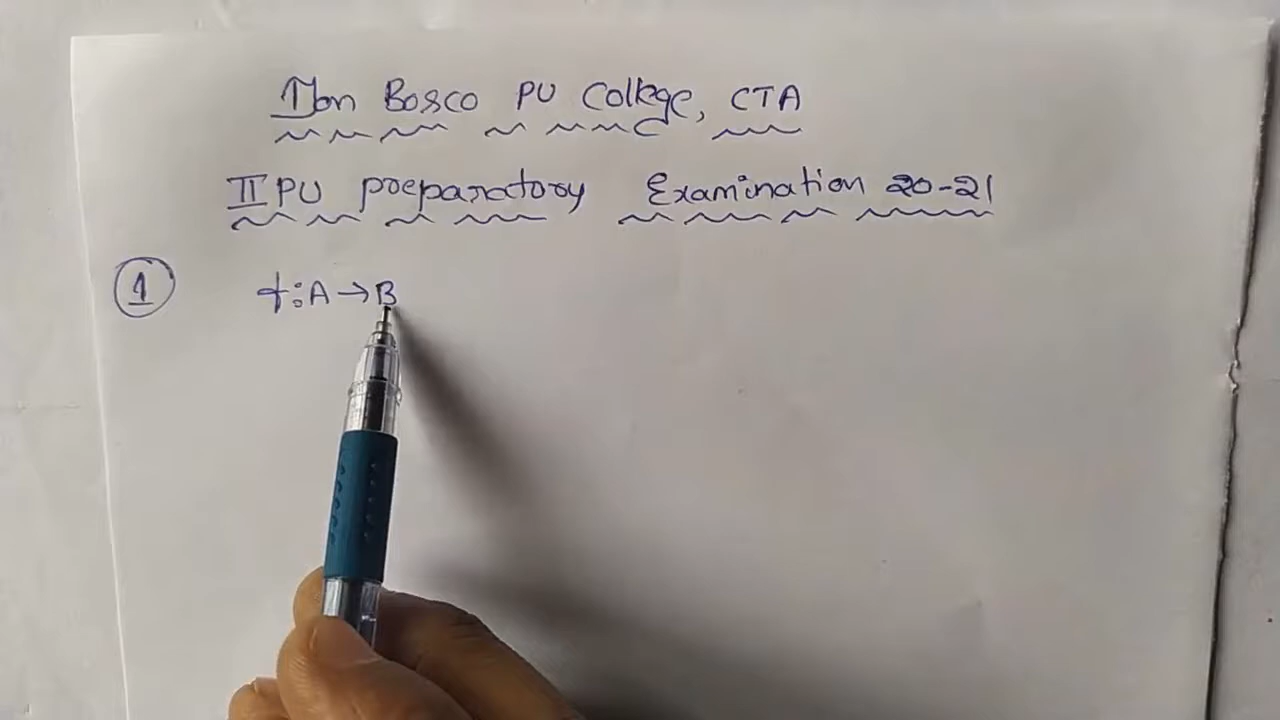 Don Bosco PU College, CTA
II PU preparatory Examination 20-21
1 f:A→B